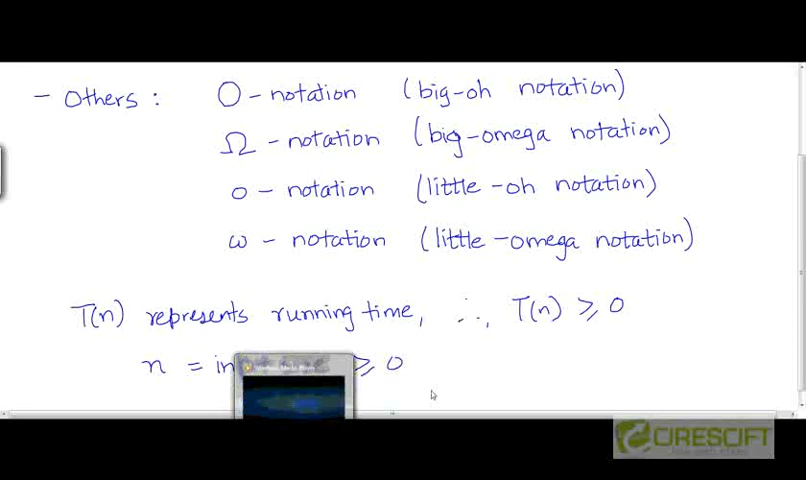 - Others : O - notation (big-oh notation)
Ω - notation (big-omega notation)
o - notation (little-oh notation)
ω - notation (little-omega notation)
T(n) represents running time, ∴, T(n) ≥ 0
n = in ≥ 0